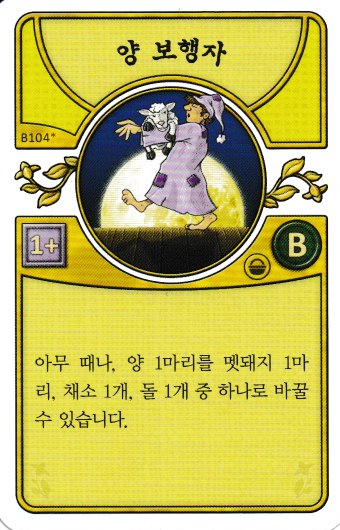 양 보행자
B104*
1+
B
아무 때나, 양 1마리를 멧돼지 1마
리, 채소 1개, 돌 1개 중 하나로 바꿀
수 있습니다.